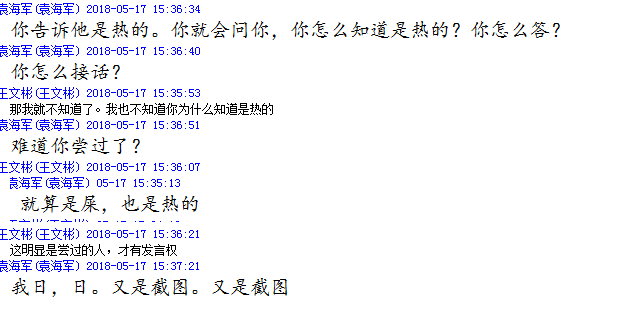 袁海军(袁海军) 2018-05-17 15:36:34
你告诉他是热的。你就会问你，你怎么知道是热的？你怎么答？
袁海军(袁海军) 2018-05-17 15:36:40
你怎么接话？
王文彬(王文彬) 2018-05-17 15:35:53
那我就不知道了。我也不知道你为什么知道是热的
袁海军(袁海军) 2018-05-17 15:36:51
难道你尝过了？
王文彬(王文彬) 2018-05-17 15:36:07
袁海军(袁海军) 05-17 15:35:13
就算是屎，也是热的
王文彬(王文彬) 2018-05-17 15:36:21
这明显是尝过的人，才有发言权
袁海军(袁海军) 2018-05-17 15:37:21
我日，日。又是截图。又是截图